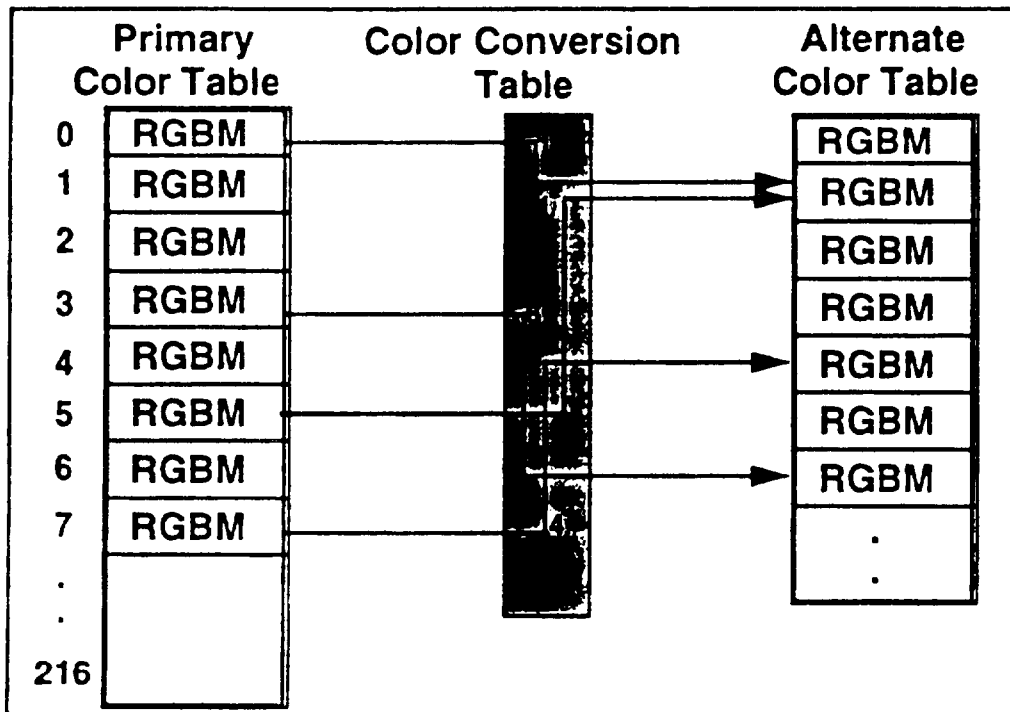 Primary
Color Table
Color Conversion
Table
Alternate
Color Table
0 RGBM
1 RGBM
2 RGBM
3 RGBM
4 RGBM
5 RGBM
6 RGBM
7 RGBM
.
.
216
4
RGBM
RGBM
RGBM
RGBM
RGBM
RGBM
RGBM
.
.